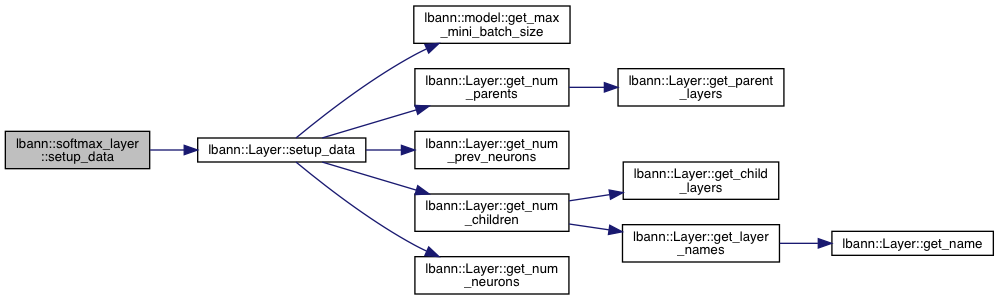 lbann::softmax_layer
::setup_data
lbann::Layer::setup_data
lbann::model::get_max
_mini_batch_size
lbann::Layer::get_num
_parents
lbann::Layer::get_parent
_layers
lbann::Layer::get_num
_prev_neurons
lbann::Layer::get_num
_children
lbann::Layer::get_child
_layers
lbann::Layer::get_layer
_names
lbann::Layer::get_name
lbann::Layer::get_num
_neurons